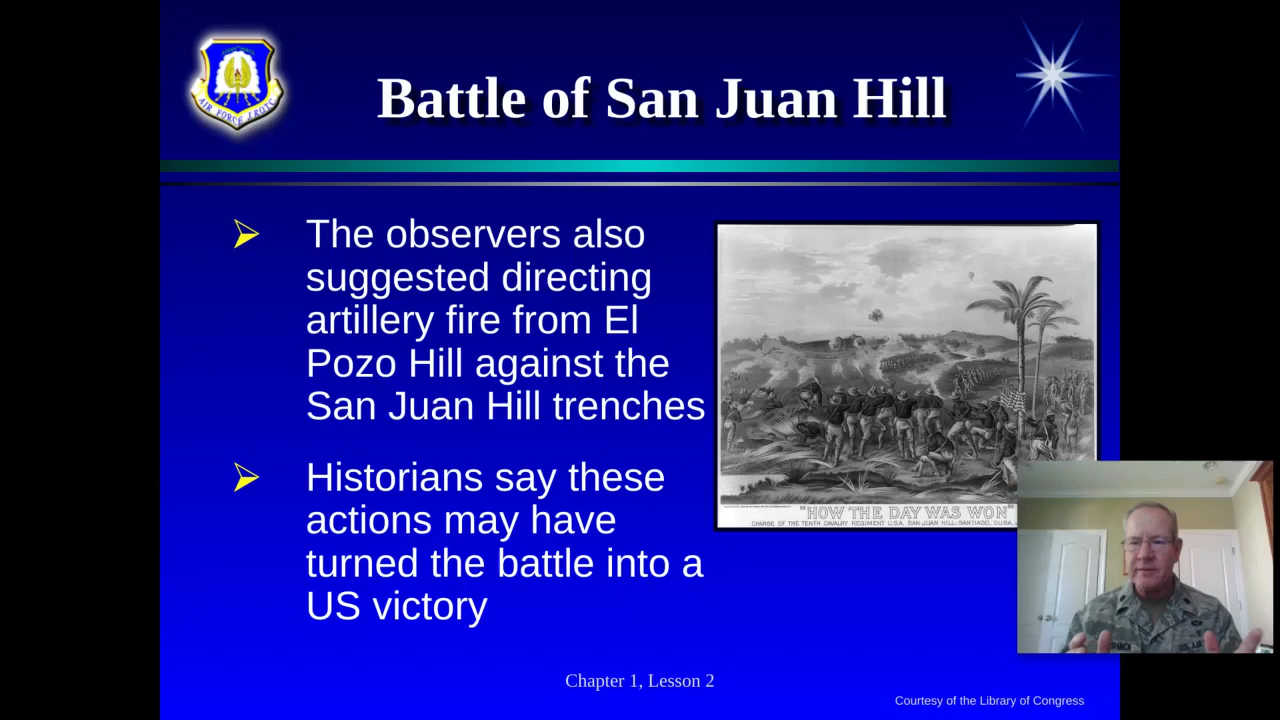 Battle of San Juan Hill
AIR FORCE JROTC
The observers also
suggested directing
artillery fire from El
Pozo Hill against the
San Juan Hill trenches
Historians say these
actions may have
turned the battle into a
US victory
"HOW THE DAY WAS WON"
CHARGE OF THE TENTH CAVALRY REGIMENT U.S.A. SAN JUAN HILL: SANTIAGO, CUBA,
Chapter 1, Lesson 2
Courtesy of the Library of Congress